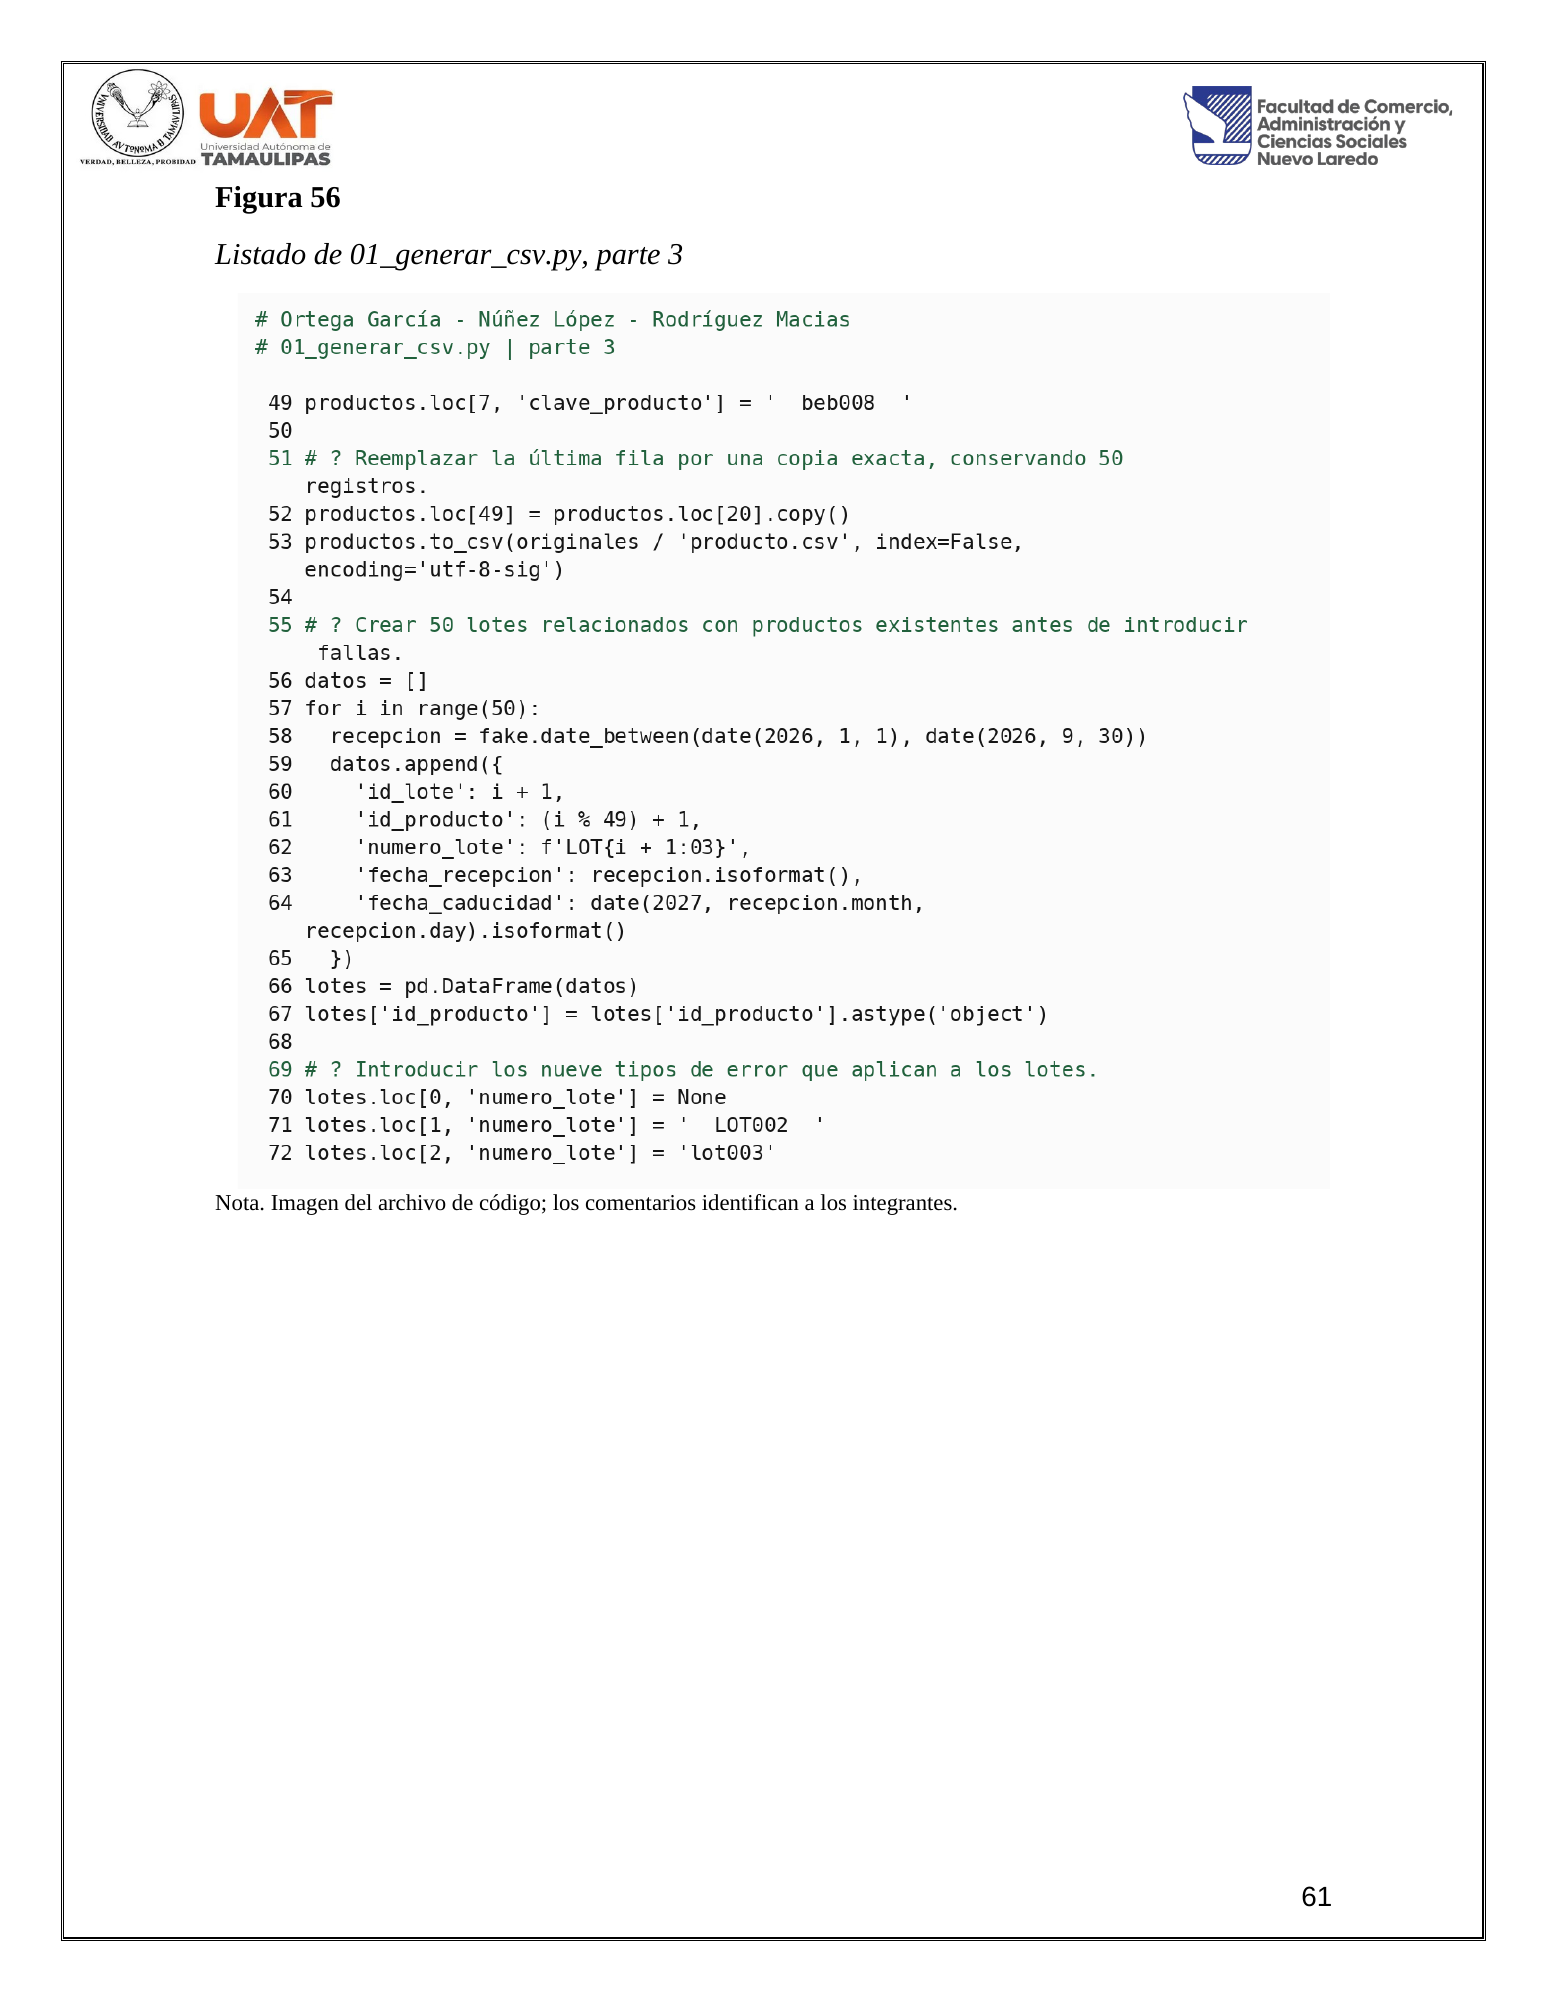 UNIVERSIDAD AVTONOMA D TAMAVLIPAS
VERDAD, BELLEZA, PROBIDAD
UAT
Universidad Autónoma de
TAMAULIPAS
Facultad de Comercio,
Administración y
Ciencias Sociales
Nuevo Laredo
Figura 56
Listado de 01_generar_csv.py, parte 3
# Ortega García - Núñez López - Rodríguez Macias
# 01_generar_csv.py | parte 3
49 productos.loc[7, 'clave_producto'] = '  beb008  '
50
51 # ? Reemplazar la última fila por una copia exacta, conservando 50
registros.
52 productos.loc[49] = productos.loc[20].copy()
53 productos.to_csv(originales / 'producto.csv', index=False,
encoding='utf-8-sig')
54
55 # ? Crear 50 lotes relacionados con productos existentes antes de introducir
fallas.
56 datos = []
57 for i in range(50):
58   recepcion = fake.date_between(date(2026, 1, 1), date(2026, 9, 30))
59   datos.append({
60     'id_lote': i + 1,
61     'id_producto': (i % 49) + 1,
62     'numero_lote': f'LOT{i + 1:03}',
63     'fecha_recepcion': recepcion.isoformat(),
64     'fecha_caducidad': date(2027, recepcion.month,
recepcion.day).isoformat()
65   })
66 lotes = pd.DataFrame(datos)
67 lotes['id_producto'] = lotes['id_producto'].astype('object')
68
69 # ? Introducir los nueve tipos de error que aplican a los lotes.
70 lotes.loc[0, 'numero_lote'] = None
71 lotes.loc[1, 'numero_lote'] = '  LOT002  '
72 lotes.loc[2, 'numero_lote'] = 'lot003'
Nota. Imagen del archivo de código; los comentarios identifican a los integrantes.
61